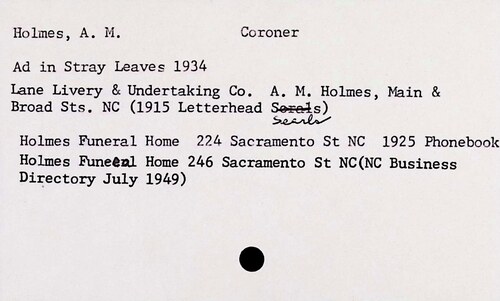 Holmes, A. M. Coroner
Ad in Stray Leaves 1934
Lane Livery & Undertaking Co. A. M. Holmes, Main &
Broad Sts. NC (1915 Letterhead Sorals)
Searls
Holmes Funeral Home 224 Sacramento St NC 1925 Phonebook
Holmes Funeral Home 246 Sacramento St NC(NC Business
Directory July 1949)